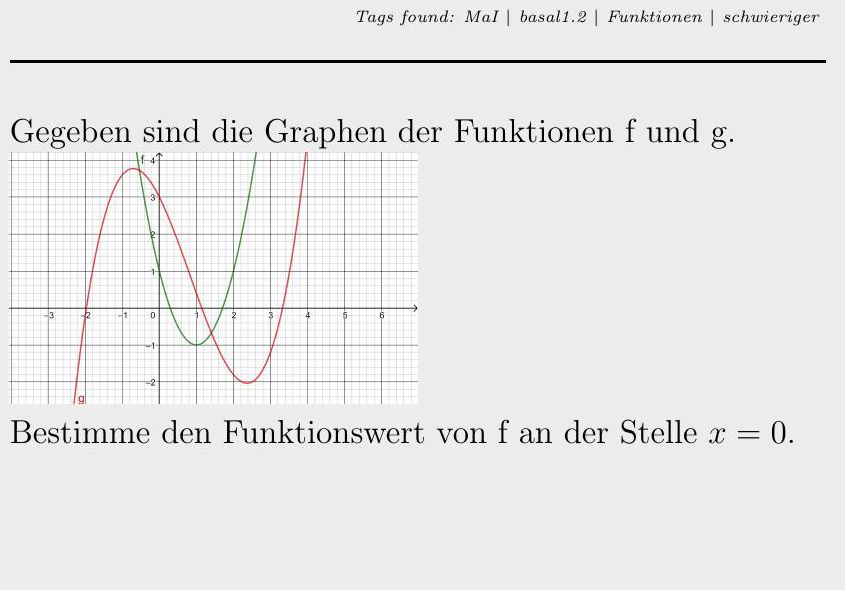 Tags found: MaI | basal1.2 | Funktionen | schwieriger
Gegeben sind die Graphen der Funktionen f und g.
f 4
3
2
1
−3 −2 −1 0 1 2 3 4 5 6
−1
−2
g
Bestimme den Funktionswert von f an der Stelle x = 0.